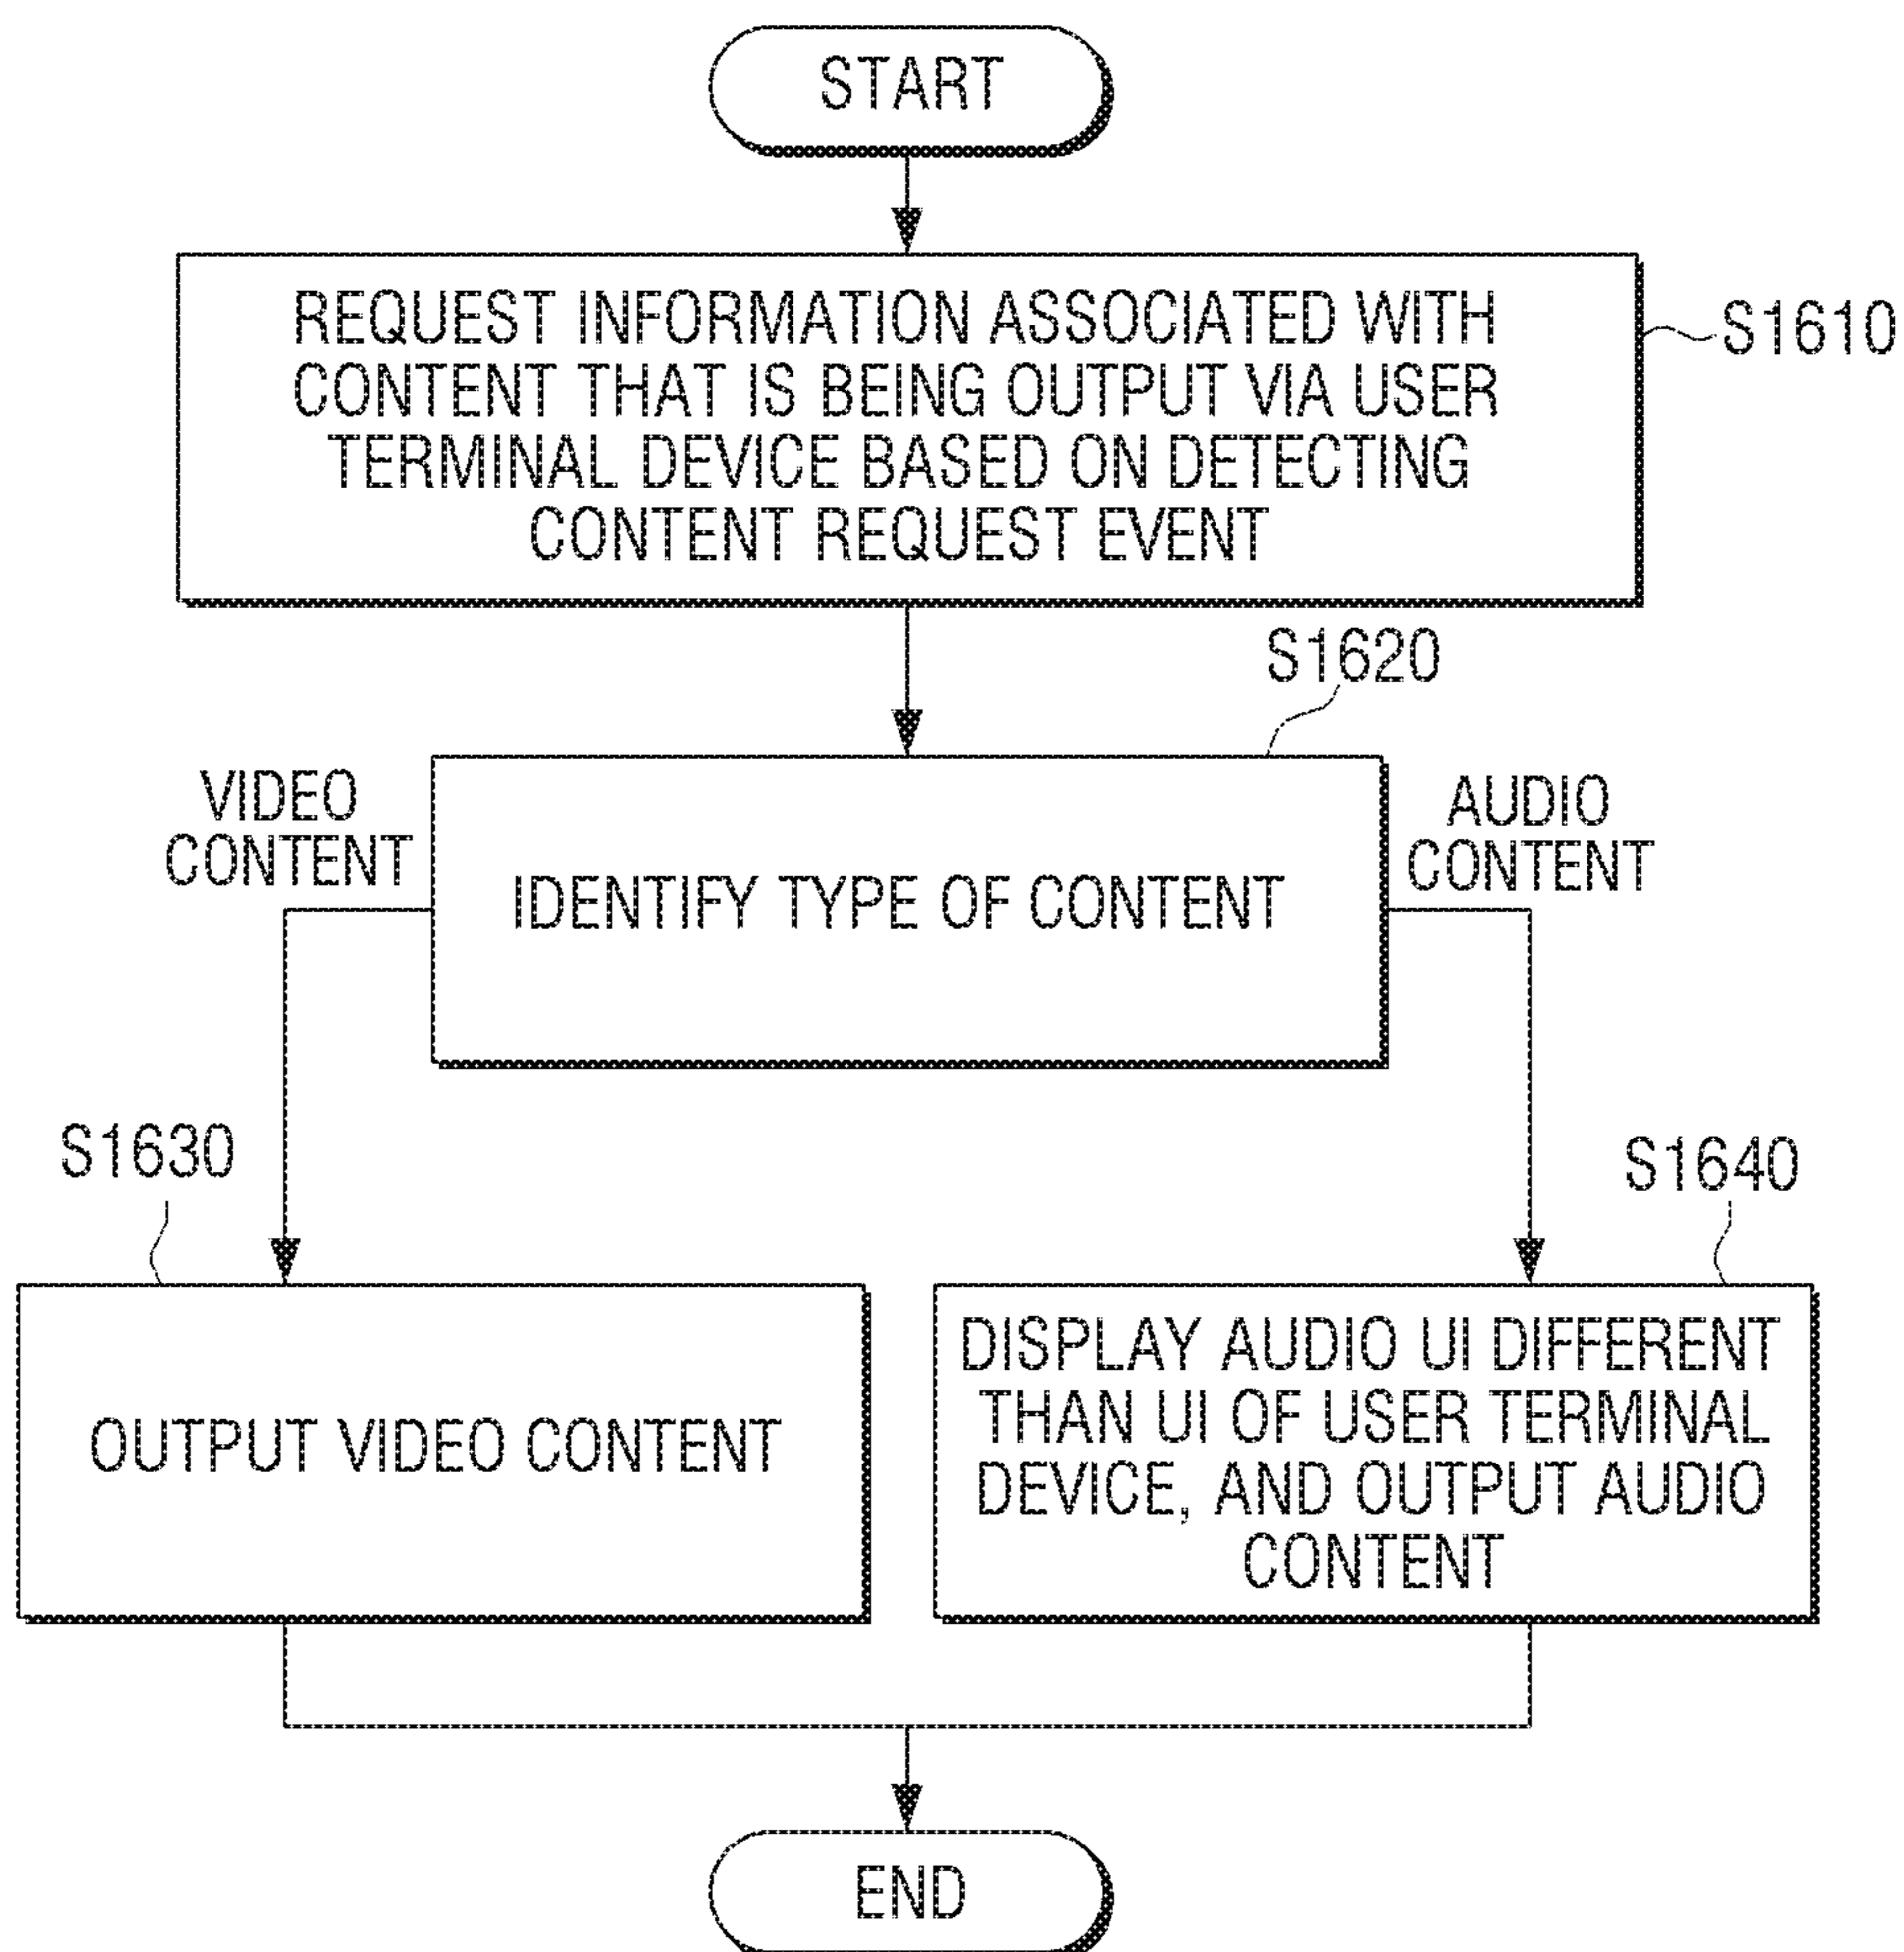 START
REQUEST INFORMATION ASSOCIATED WITH
CONTENT THAT IS BEING OUTPUT VIA USER
TERMINAL DEVICE BASED ON DETECTING
CONTENT REQUEST EVENT
S1610
S1620
VIDEO
CONTENT
IDENTIFY TYPE OF CONTENT
AUDIO
CONTENT
S1630
OUTPUT VIDEO CONTENT
S1640
DISPLAY AUDIO UI DIFFERENT
THAN UI OF USER TERMINAL
DEVICE, AND OUTPUT AUDIO
CONTENT
END